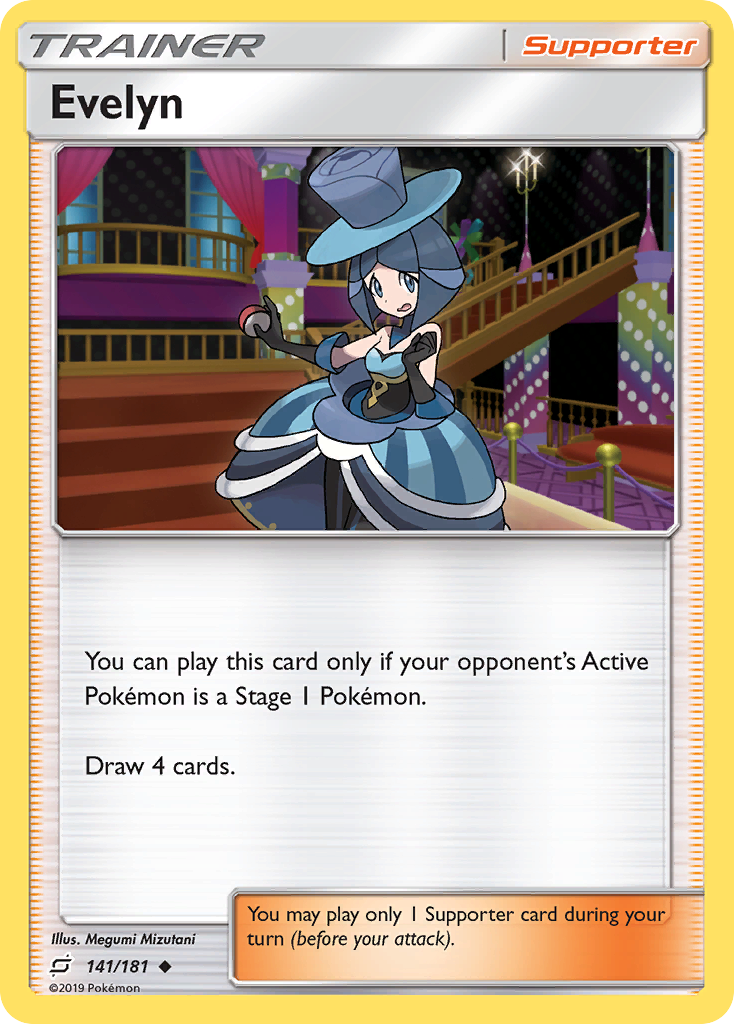 TRAINER
Supporter
Evelyn
You can play this card only if your opponent's Active
Pokémon is a Stage 1 Pokémon.
Draw 4 cards.
You may play only 1 Supporter card during your
turn (before your attack).
Illus. Megumi Mizutani
141/181
©2019 Pokémon